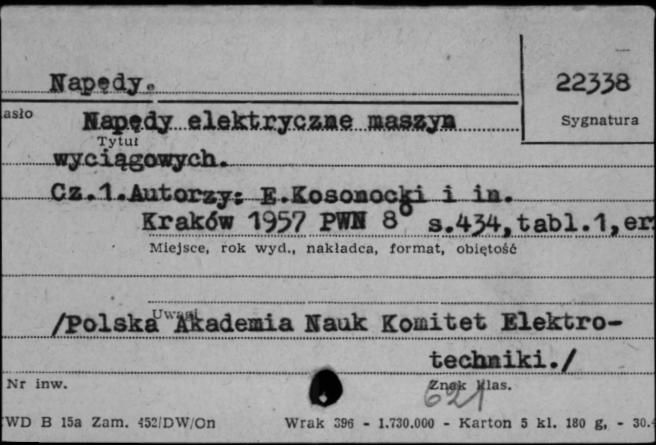 Napędy. 22338
asło Sygnatura
Napędy elektryczne maszyn
Tytuł
wyciągowych.
Cz.1.Autorzy: E.Kosonocki i in.
Kraków 1957 PWN 8° s.434,tabl.1,er
Miejsce, rok wyd., nakładca, format, obiętość
Uwagi
/Polska Akademia Nauk Komitet Elektro-
techniki./
Nr inw. Znak klas.
621
WD B 15a Zam. 452/DW/On Wrak 396 - 1.730.000 - Karton 5 kl. 180 g, - 30.4